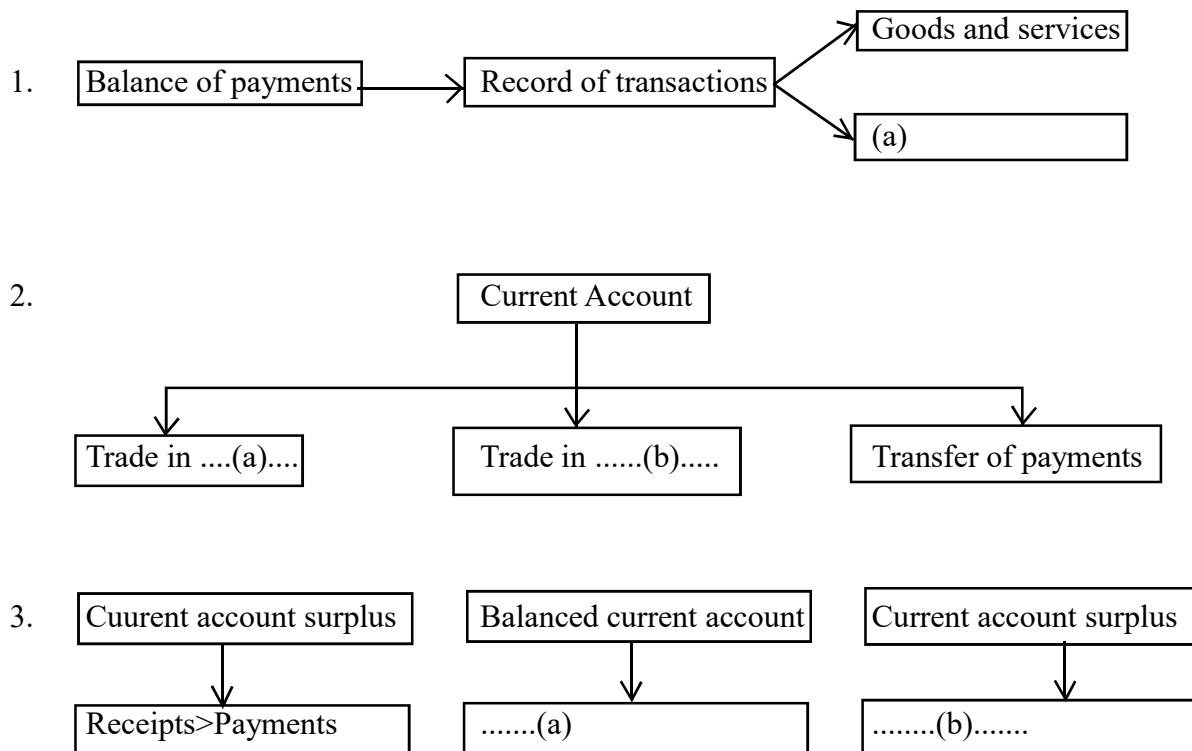 Goods and services
1. Balance of payments Record of transactions
(a)
2. Current Account
Trade in ....(a).... Trade in ......(b)..... Transfer of payments
3. Cuurent account surplus Balanced current account Current account surplus
Receipts>Payments .......(a) ........(b).......